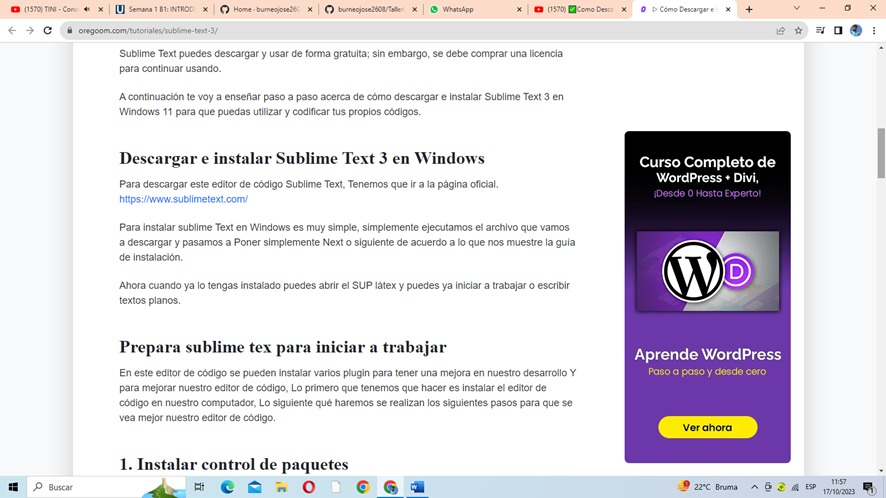 (1570) TINI - Con
Semana 1 B1: INTROD
Home · burneojose260
burneojose2608/Taller
WhatsApp
(1570) ✅Como Desc
▷ Cómo Descargar e
oregoom.com/tutoriales/sublime-text-3/
Sublime Text puedes descargar y usar de forma gratuita; sin embargo, se debe comprar una licencia
para continuar usando.
A continuación te voy a enseñar paso a paso acerca de cómo descargar e instalar Sublime Text 3 en
Windows 11 para que puedas utilizar y codificar tus propios códigos.
Descargar e instalar Sublime Text 3 en Windows
Para descargar este editor de código Sublime Text, Tenemos que ir a la página oficial.
https://www.sublimetext.com/
Para instalar sublime Text en Windows es muy simple, simplemente ejecutamos el archivo que vamos
a descargar y pasamos a Poner simplemente Next o siguiente de acuerdo a lo que nos muestre la guía
de instalación.
Ahora cuando ya lo tengas instalado puedes abrir el SUP látex y puedes ya iniciar a trabajar o escribir
textos planos.
Prepara sublime tex para iniciar a trabajar
En este editor de código se pueden instalar varios plugin para tener una mejora en nuestro desarrollo Y
para mejorar nuestro editor de código, Lo primero que tenemos que hacer es instalar el editor de
código en nuestro computador, Lo siguiente qué haremos se realizan los siguientes pasos para que se
vea mejor nuestro editor de código.
1. Instalar control de paquetes
Curso Completo de
WordPress + Divi,
¡Desde 0 Hasta Experto!
W
D
Aprende WordPress
Paso a paso y desde cero
Ver ahora
Buscar
22°C Bruma
ESP
11:57
17/10/2023